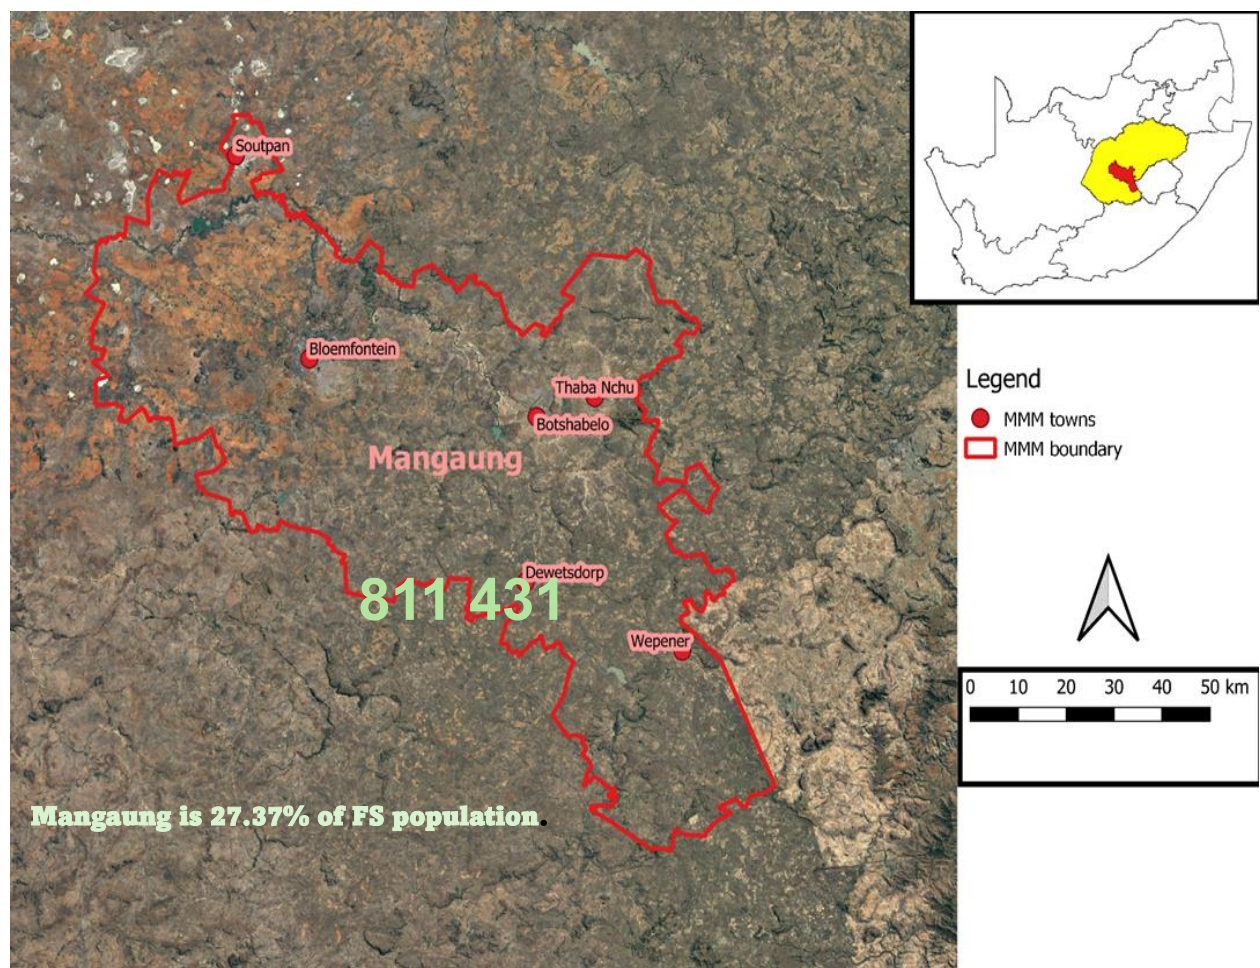 Soutpan
Bloemfontein
Thaba Nchu
Botshabelo
Mangaung
Dewetsdorp
811 431
Wepener
Mangaung is 27.37% of FS population.
Legend
MMM towns
MMM boundary
0 10 20 30 40 50 km